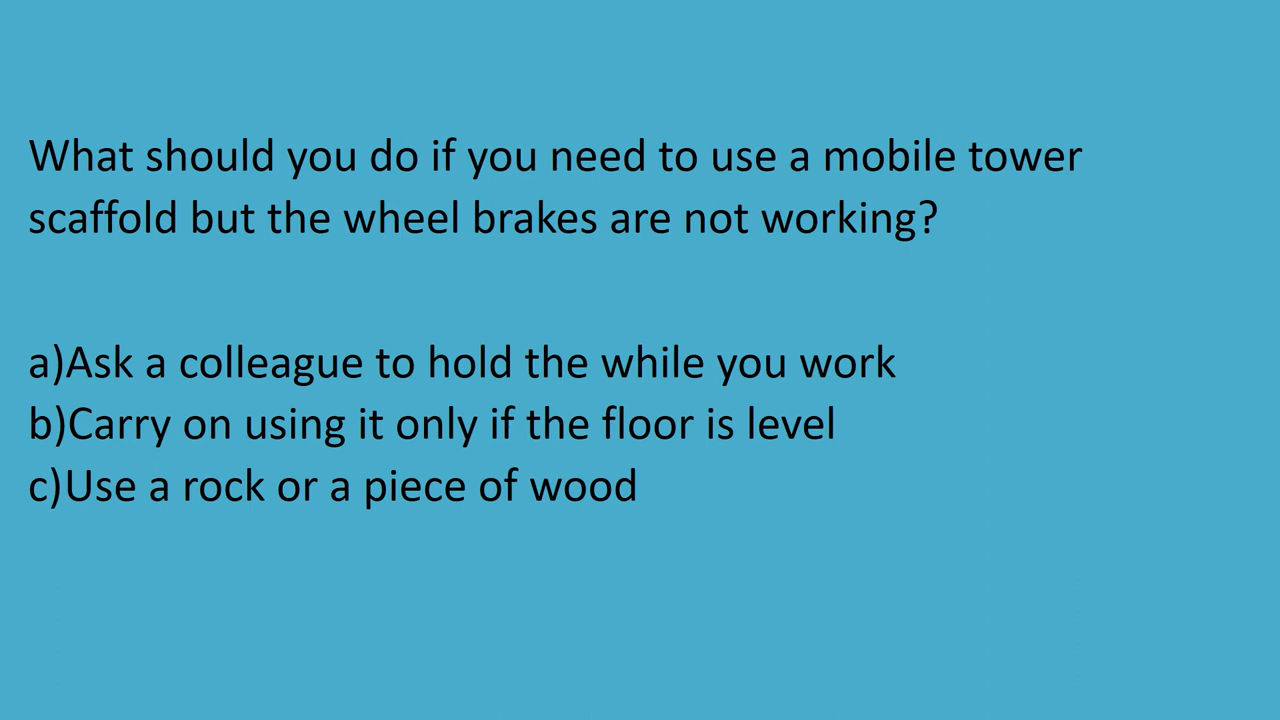 What should you do if you need to use a mobile tower
scaffold but the wheel brakes are not working?
a)Ask a colleague to hold the while you work
b)Carry on using it only if the floor is level
c)Use a rock or a piece of wood